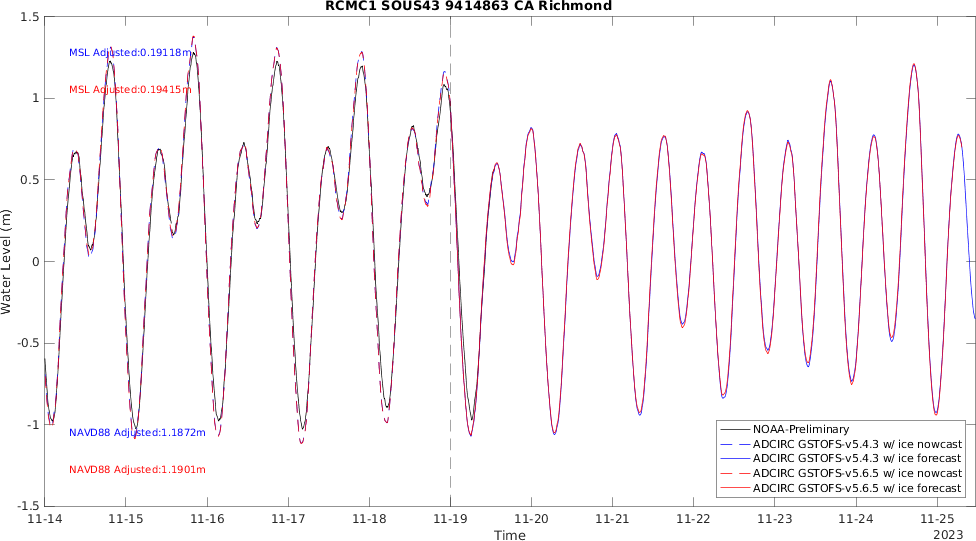 RCMC1 SOUS43 9414863 CA Richmond
1.5
MSL Adjusted:0.19118m
MSL Adjusted:0.19415m
1
0.5
Water Level (m)
0
-0.5
-1
NAVD88 Adjusted:1.1872m
NAVD88 Adjusted:1.1901m
NOAA-Preliminary
ADCIRC GSTOFS-v5.4.3 w/ ice nowcast
ADCIRC GSTOFS-v5.4.3 w/ ice forecast
ADCIRC GSTOFS-v5.6.5 w/ ice nowcast
ADCIRC GSTOFS-v5.6.5 w/ ice forecast
-1.5
11-14 11-15 11-16 11-17 11-18 11-19 11-20 11-21 11-22 11-23 11-24 11-25
Time 2023